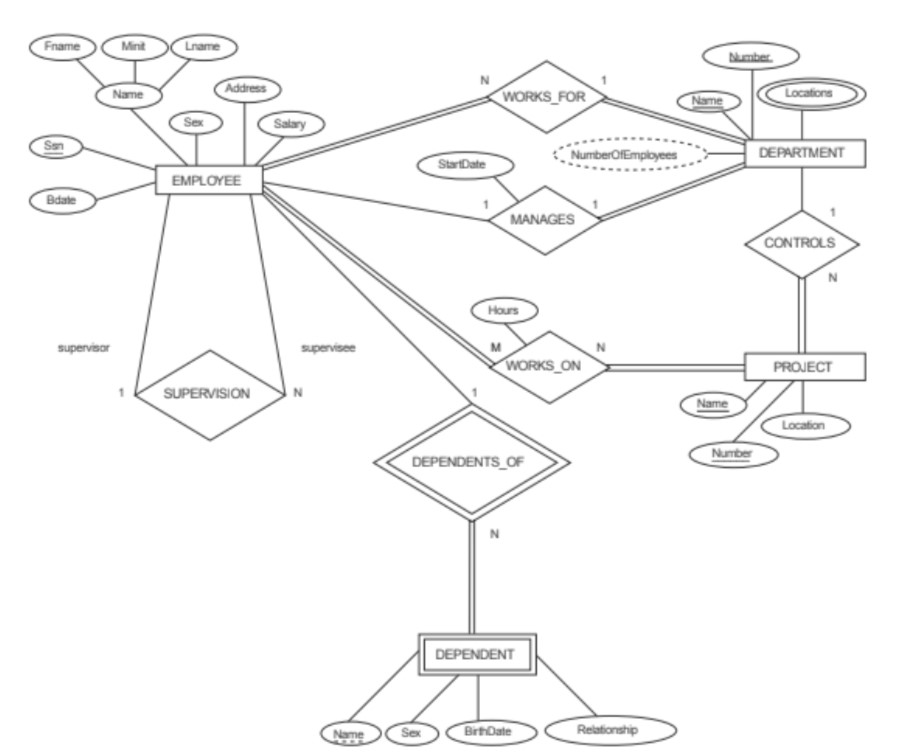 Fname Minit Lname
Number
Name
Address
N WORKS_FOR 1
Name
Locations
Sex
Salary
Ssn
EMPLOYEE
StartDate
NumberOfEmployees
DEPARTMENT
Bdate
1 MANAGES 1
1
CONTROLS
N
Hours
supervisor
supervisee
M WORKS_ON N
PROJECT
1 SUPERVISION N
1
Name
Location
Number
DEPENDENTS_OF
N
DEPENDENT
Name Sex BirthDate Relationship